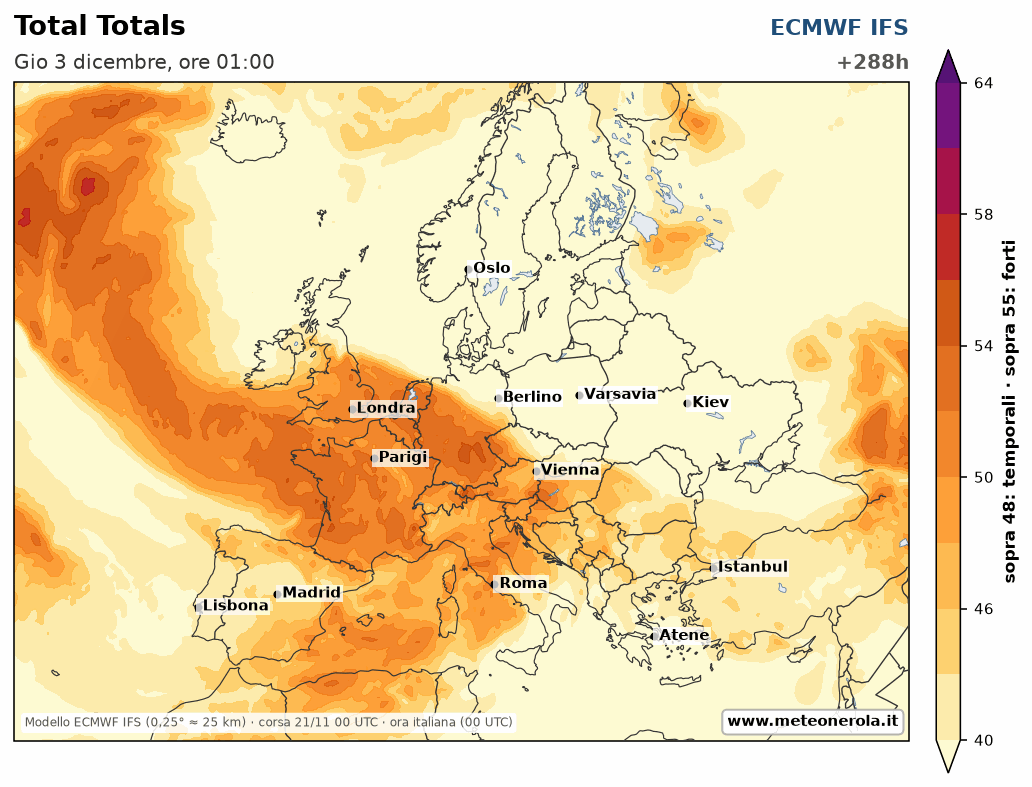 Total Totals
ECMWF IFS
Gio 3 dicembre, ore 01:00
+288h
64
58
54
50
46
40
sopra 48: temporali · sopra 55: forti
Oslo
Londra
Berlino
Varsavia
Kiev
Parigi
Vienna
Istanbul
Roma
Madrid
Lisbona
Atene
Modello ECMWF IFS (0,25° ≈ 25 km) · corsa 21/11 00 UTC · ora italiana (00 UTC)
www.meteonerola.it